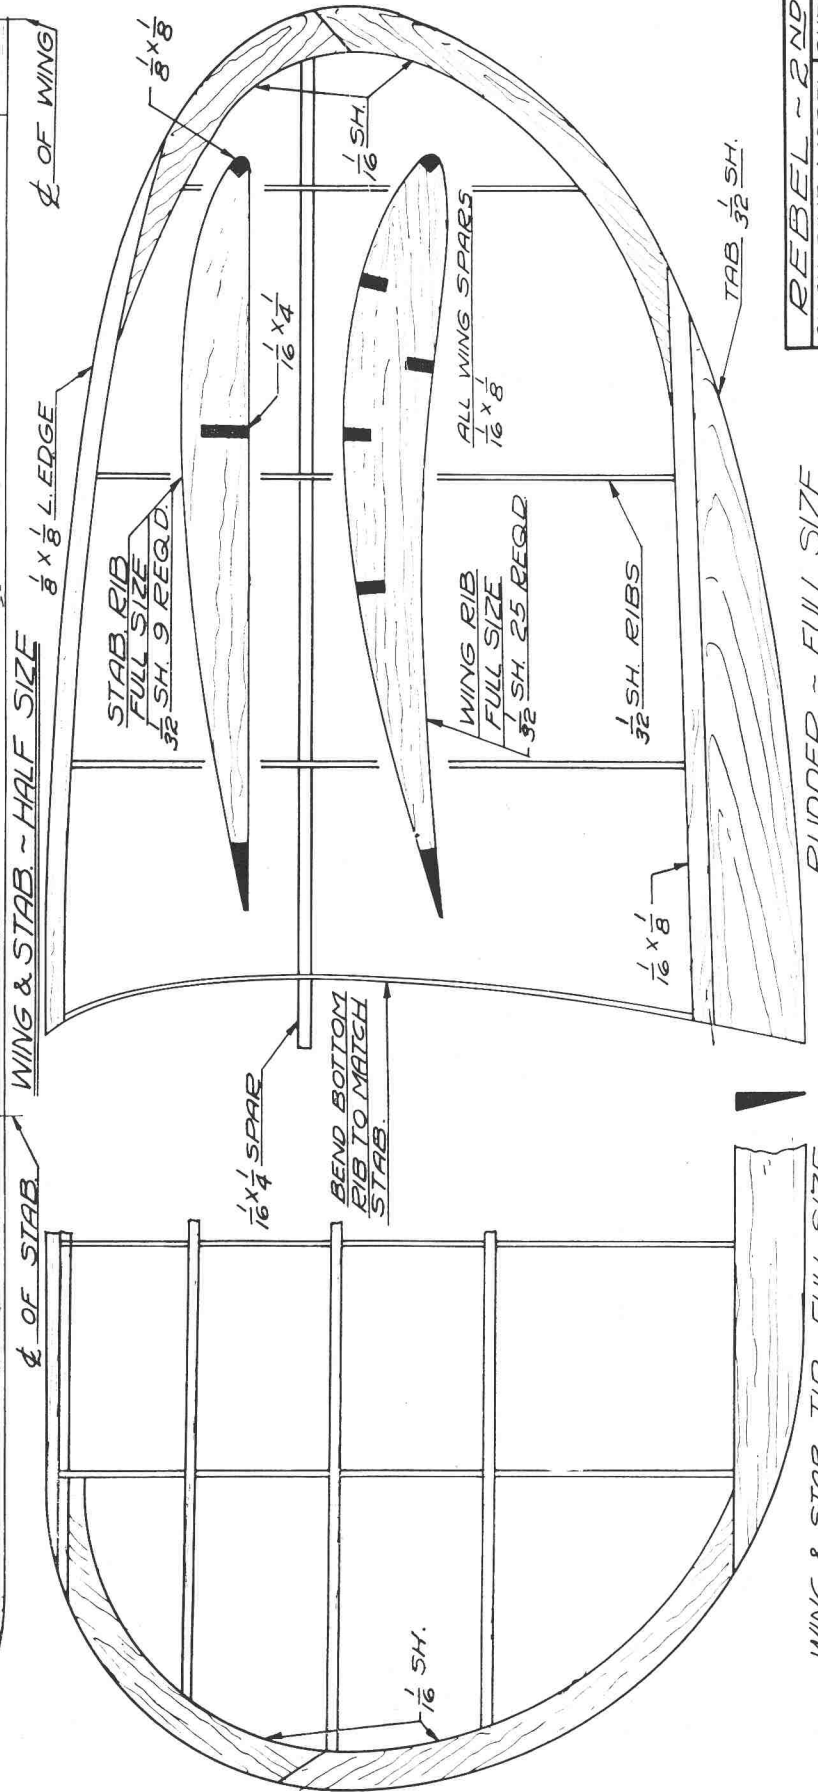 ℄ OF WING
WING & STAB. ~ HALF SIZE
℄ OF STAB.
1/8 × 1/8 L. EDGE
1/8 × 1/8
STAB. RIB
FULL SIZE
1/32 SH. 9 REQ.D.
1/16 × 1/4
1/16 SH.
ALL WING SPARS
1/16 × 1/8
WING RIB
FULL SIZE
1/32 SH. 25 REQ.D.
1/32 SH. RIBS
TAB 1/32 SH.
1/16 × 1/8
1/16 × 1/4 SPAR
BEND BOTTOM
RIB TO MATCH
STAB.
1/16 SH.
REBEL ~ 2ND
RUDDER ~ FULL SIZE
WING & STAB. TIP FULL SIZE